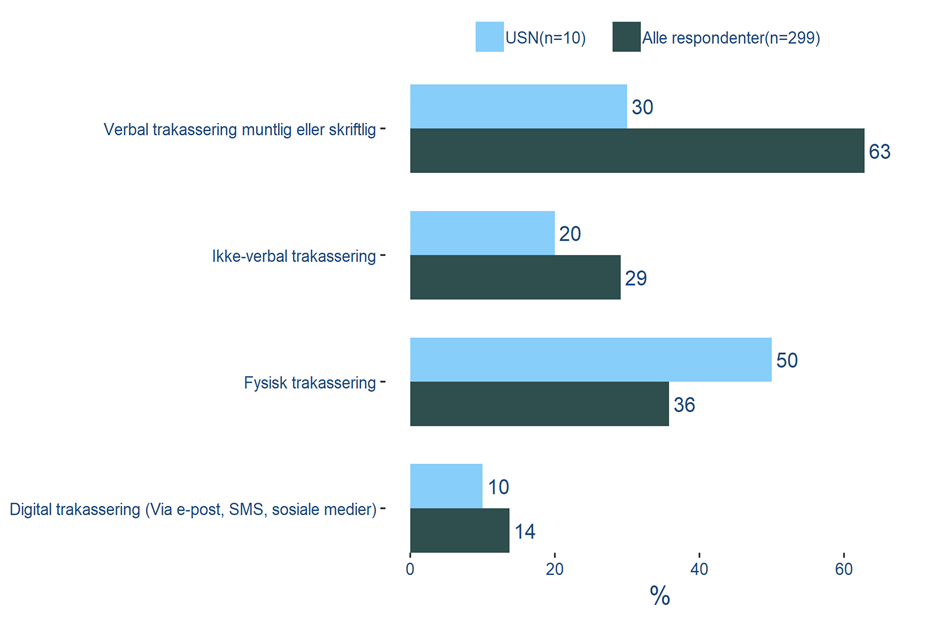 USN(n=10) Alle respondenter(n=299)
Verbal trakassering muntlig eller skriftlig
30
63
Ikke-verbal trakassering
20
29
Fysisk trakassering
50
36
Digital trakassering (Via e-post, SMS, sosiale medier)
10
14
0 20 40 60
%